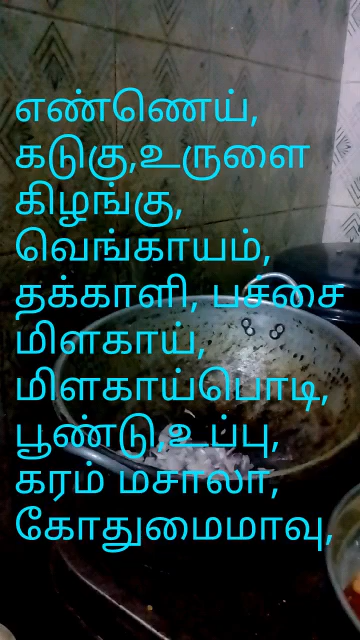 எண்ணெய்,
கடுகு,உருளை
கிழங்கு,
வெங்காயம்,
தக்காளி, பச்சை
மிளகாய்,
மிளகாய்பொடி,
பூண்டு,உப்பு,
கரம் மசாலா,
கோதுமைமாவு,